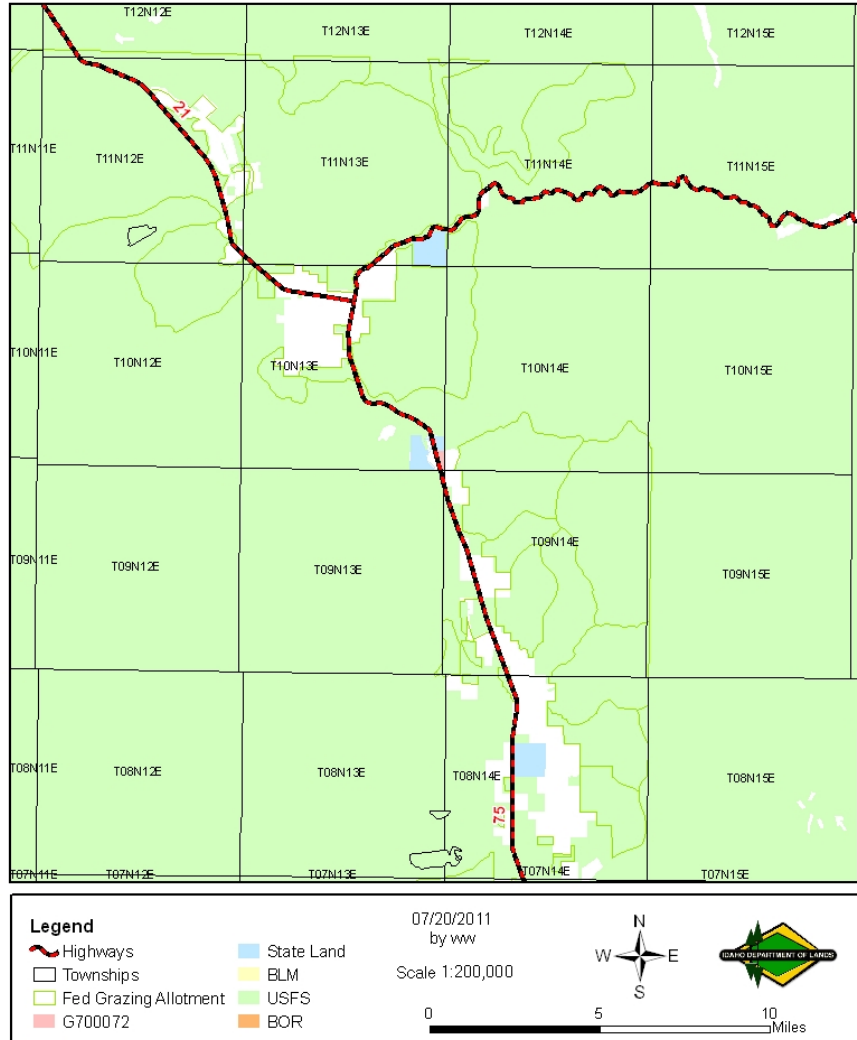 T12N12E
T12N13E
T12N14E
T12N15E
21
T11N11E
T11N12E
T11N13E
T11N14E
T11N15E
T10N11E
T10N12E
T10N13E
T10N14E
T10N15E
T09N11E
T09N12E
T09N13E
T09N14E
T09N15E
T08N11E
T08N12E
T08N13E
T08N14E
T08N15E
75
T07N11E
T07N12E
T07N13E
T07N14E
T07N15E
Legend
Highways
Townships
Fed Grazing Allotment
G700072
State Land
BLM
USFS
BOR
07/20/2011
by ww
Scale 1:200,000
N
W E
S
IDAHO DEPARTMENT OF LANDS
0 5 10
Miles